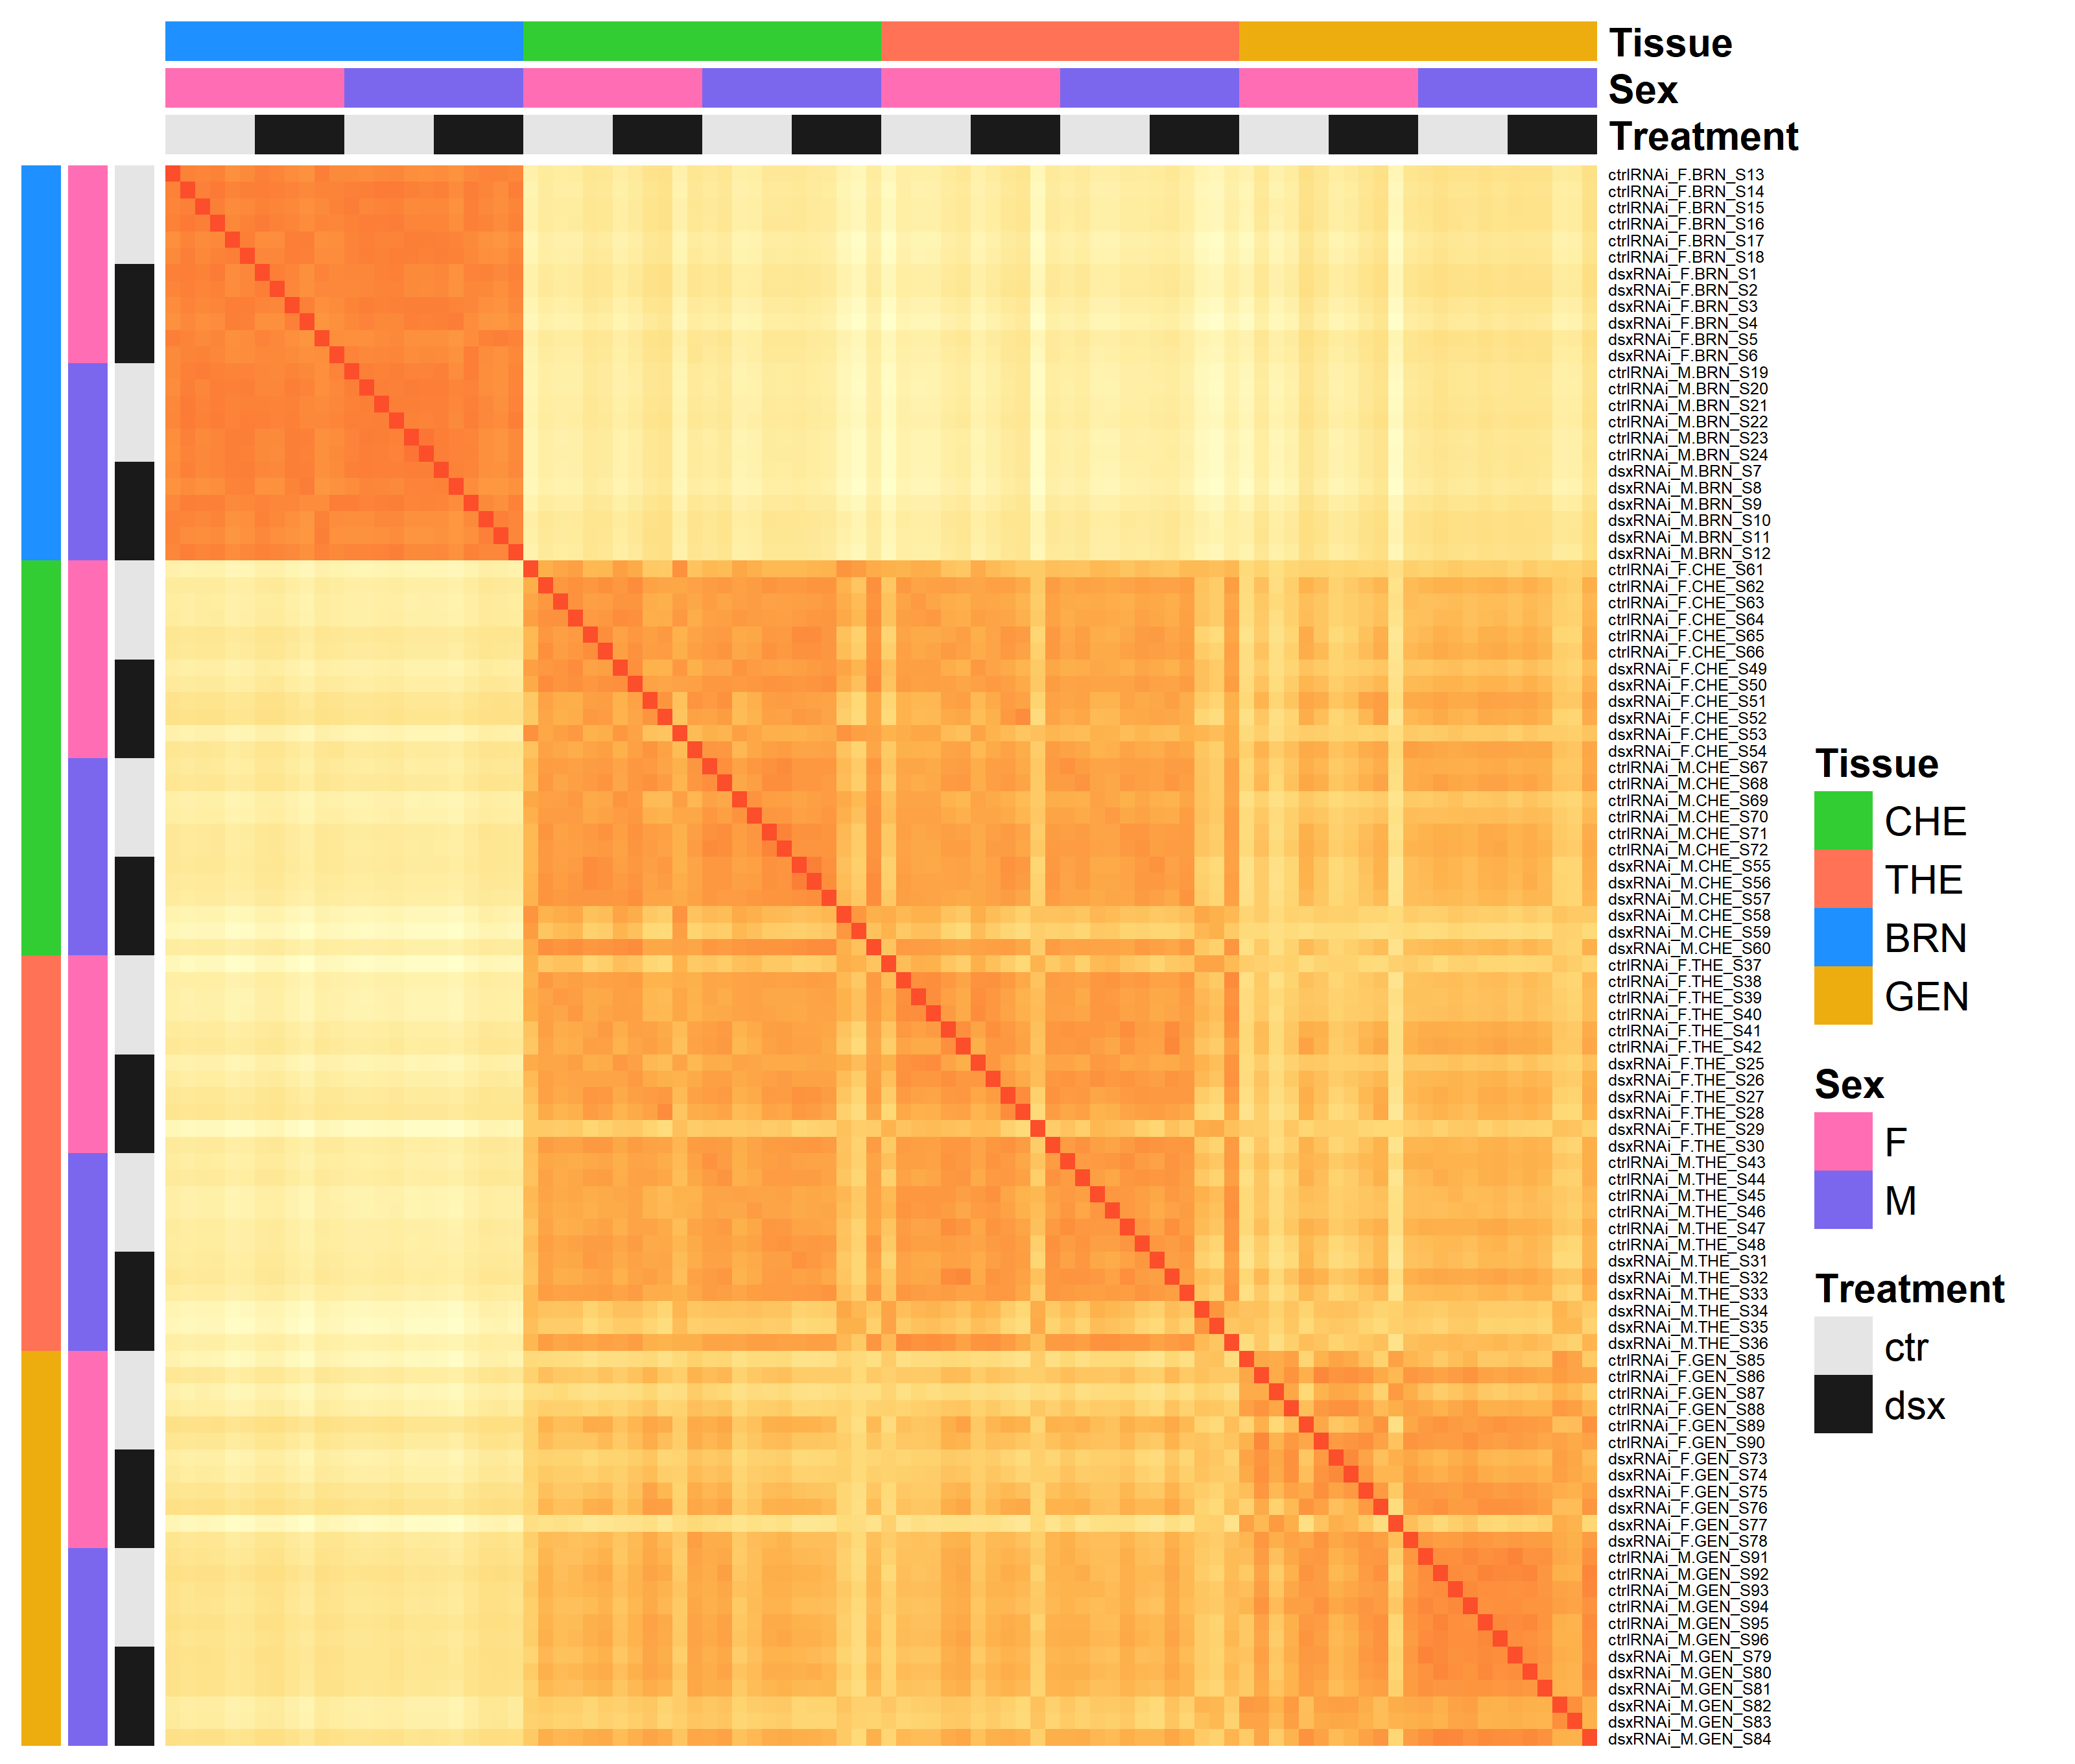 Tissue
Sex
Treatment
ctrlRNAi_F.BRN_S13
ctrlRNAi_F.BRN_S14
ctrlRNAi_F.BRN_S15
ctrlRNAi_F.BRN_S16
ctrlRNAi_F.BRN_S17
ctrlRNAi_F.BRN_S18
dsxRNAi_F.BRN_S1
dsxRNAi_F.BRN_S2
dsxRNAi_F.BRN_S3
dsxRNAi_F.BRN_S4
dsxRNAi_F.BRN_S5
dsxRNAi_F.BRN_S6
ctrlRNAi_M.BRN_S19
ctrlRNAi_M.BRN_S20
ctrlRNAi_M.BRN_S21
ctrlRNAi_M.BRN_S22
ctrlRNAi_M.BRN_S23
ctrlRNAi_M.BRN_S24
dsxRNAi_M.BRN_S7
dsxRNAi_M.BRN_S8
dsxRNAi_M.BRN_S9
dsxRNAi_M.BRN_S10
dsxRNAi_M.BRN_S11
dsxRNAi_M.BRN_S12
ctrlRNAi_F.CHE_S61
ctrlRNAi_F.CHE_S62
ctrlRNAi_F.CHE_S63
ctrlRNAi_F.CHE_S64
ctrlRNAi_F.CHE_S65
ctrlRNAi_F.CHE_S66
dsxRNAi_F.CHE_S49
dsxRNAi_F.CHE_S50
dsxRNAi_F.CHE_S51
dsxRNAi_F.CHE_S52
dsxRNAi_F.CHE_S53
dsxRNAi_F.CHE_S54
ctrlRNAi_M.CHE_S67
ctrlRNAi_M.CHE_S68
ctrlRNAi_M.CHE_S69
ctrlRNAi_M.CHE_S70
ctrlRNAi_M.CHE_S71
ctrlRNAi_M.CHE_S72
dsxRNAi_M.CHE_S55
dsxRNAi_M.CHE_S56
dsxRNAi_M.CHE_S57
dsxRNAi_M.CHE_S58
dsxRNAi_M.CHE_S59
dsxRNAi_M.CHE_S60
ctrlRNAi_F.THE_S37
ctrlRNAi_F.THE_S38
ctrlRNAi_F.THE_S39
ctrlRNAi_F.THE_S40
ctrlRNAi_F.THE_S41
ctrlRNAi_F.THE_S42
dsxRNAi_F.THE_S25
dsxRNAi_F.THE_S26
dsxRNAi_F.THE_S27
dsxRNAi_F.THE_S28
dsxRNAi_F.THE_S29
dsxRNAi_F.THE_S30
ctrlRNAi_M.THE_S43
ctrlRNAi_M.THE_S44
ctrlRNAi_M.THE_S45
ctrlRNAi_M.THE_S46
ctrlRNAi_M.THE_S47
ctrlRNAi_M.THE_S48
dsxRNAi_M.THE_S31
dsxRNAi_M.THE_S32
dsxRNAi_M.THE_S33
dsxRNAi_M.THE_S34
dsxRNAi_M.THE_S35
dsxRNAi_M.THE_S36
ctrlRNAi_F.GEN_S85
ctrlRNAi_F.GEN_S86
ctrlRNAi_F.GEN_S87
ctrlRNAi_F.GEN_S88
ctrlRNAi_F.GEN_S89
ctrlRNAi_F.GEN_S90
dsxRNAi_F.GEN_S73
dsxRNAi_F.GEN_S74
dsxRNAi_F.GEN_S75
dsxRNAi_F.GEN_S76
dsxRNAi_F.GEN_S77
dsxRNAi_F.GEN_S78
ctrlRNAi_M.GEN_S91
ctrlRNAi_M.GEN_S92
ctrlRNAi_M.GEN_S93
ctrlRNAi_M.GEN_S94
ctrlRNAi_M.GEN_S95
ctrlRNAi_M.GEN_S96
dsxRNAi_M.GEN_S79
dsxRNAi_M.GEN_S80
dsxRNAi_M.GEN_S81
dsxRNAi_M.GEN_S82
dsxRNAi_M.GEN_S83
dsxRNAi_M.GEN_S84
Tissue
CHE
THE
BRN
GEN
Sex
F
M
Treatment
ctr
dsx